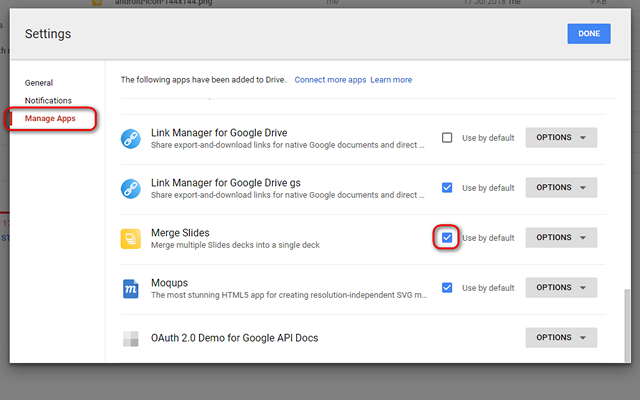 android-icon-144x144.png me 17 Jul 2018 me 9 KB
Settings
DONE
General
Notifications
Manage Apps
The following apps have been added to Drive. Connect more apps Learn more
Link Manager for Google Drive
Share export-and-download links for native Google documents and direct ...
Use by default
OPTIONS
Link Manager for Google Drive gs
Share export-and-download links for native Google documents and direct ...
Use by default
OPTIONS
Merge Slides
Merge multiple Slides decks into a single deck
Use by default
OPTIONS
Moqups
The most stunning HTML5 app for creating resolution-independent SVG m...
Use by default
OPTIONS
OAuth 2.0 Demo for Google API Docs
OPTIONS